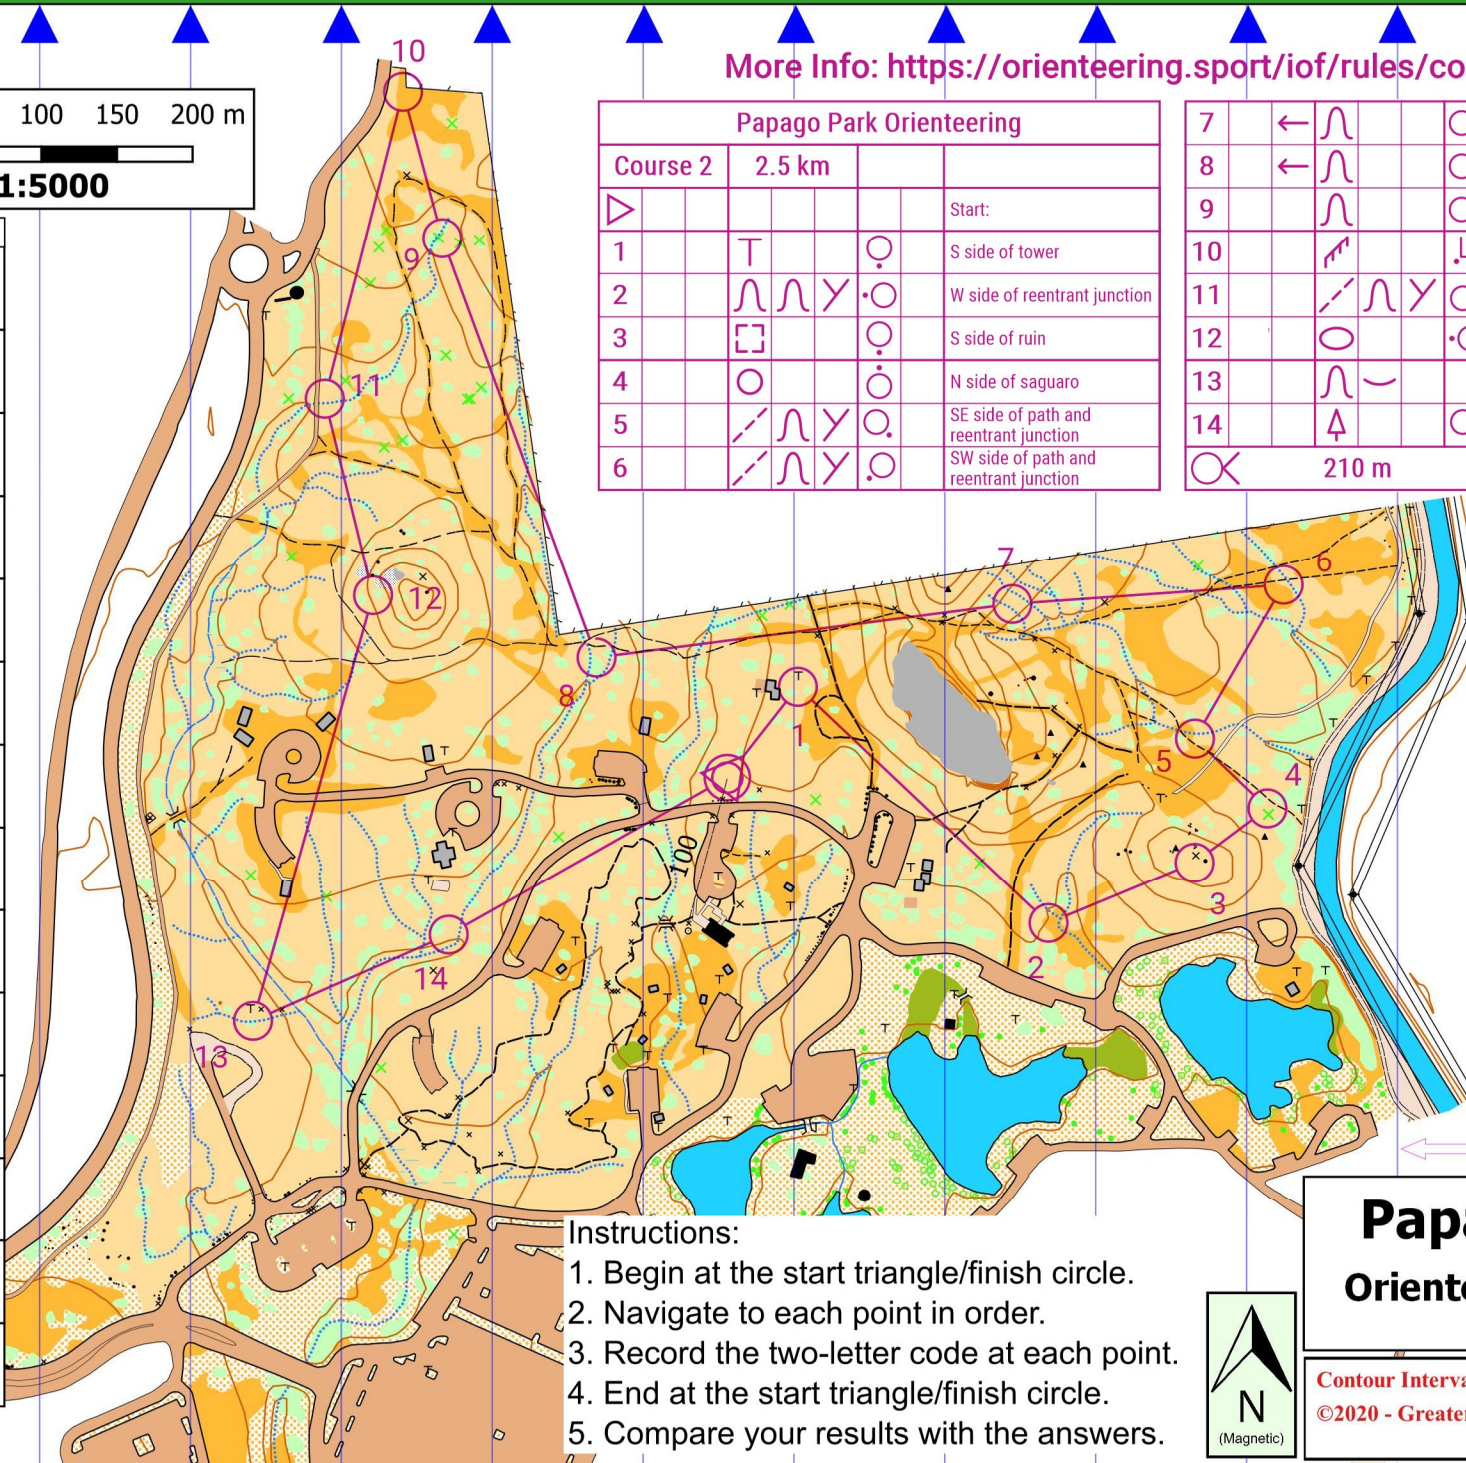 More Info: https://orienteering.sport/iof/rules/co
100 150 200 m
1:5000
Papago Park Orienteering
Course 2 2.5 km
Start:
1 S side of tower
2 W side of reentrant junction
3 S side of ruin
4 N side of saguaro
5 SE side of path and
reentrant junction
6 SW side of path and
reentrant junction
7
8
9
10
11
12
13
14
210 m
10
9
11
12
8
7
6
1
5
4
3
2
14
13
100
Instructions:
1. Begin at the start triangle/finish circle.
2. Navigate to each point in order.
3. Record the two-letter code at each point.
4. End at the start triangle/finish circle.
5. Compare your results with the answers.
N
(Magnetic)
Papa
Oriente
Contour Interva
©2020 - Greater